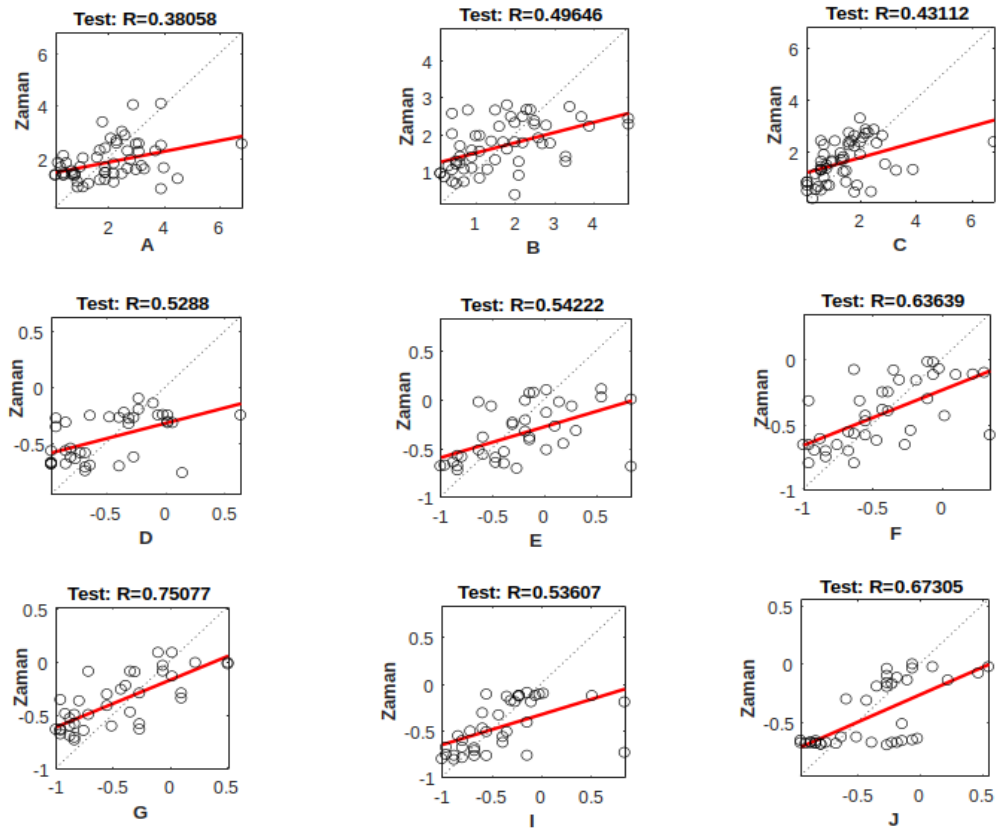 Test: R=0.38058
Zaman
6
4
2
2 4 6
A
Test: R=0.49646
Zaman
4
3
2
1
1 2 3 4
B
Test: R=0.43112
Zaman
6
4
2
2 4 6
C
Test: R=0.5288
Zaman
0.5
0
-0.5
-0.5 0 0.5
D
Test: R=0.54222
Zaman
0.5
0
-0.5
-1
-1 -0.5 0 0.5
E
Test: R=0.63639
Zaman
0
-0.5
-1
-1 -0.5 0
F
Test: R=0.75077
Zaman
0.5
0
-0.5
-1
-1 -0.5 0 0.5
G
Test: R=0.53607
Zaman
0.5
0
-0.5
-1
-1 -0.5 0 0.5
I
Test: R=0.67305
Zaman
0.5
0
-0.5
-0.5 0 0.5
J